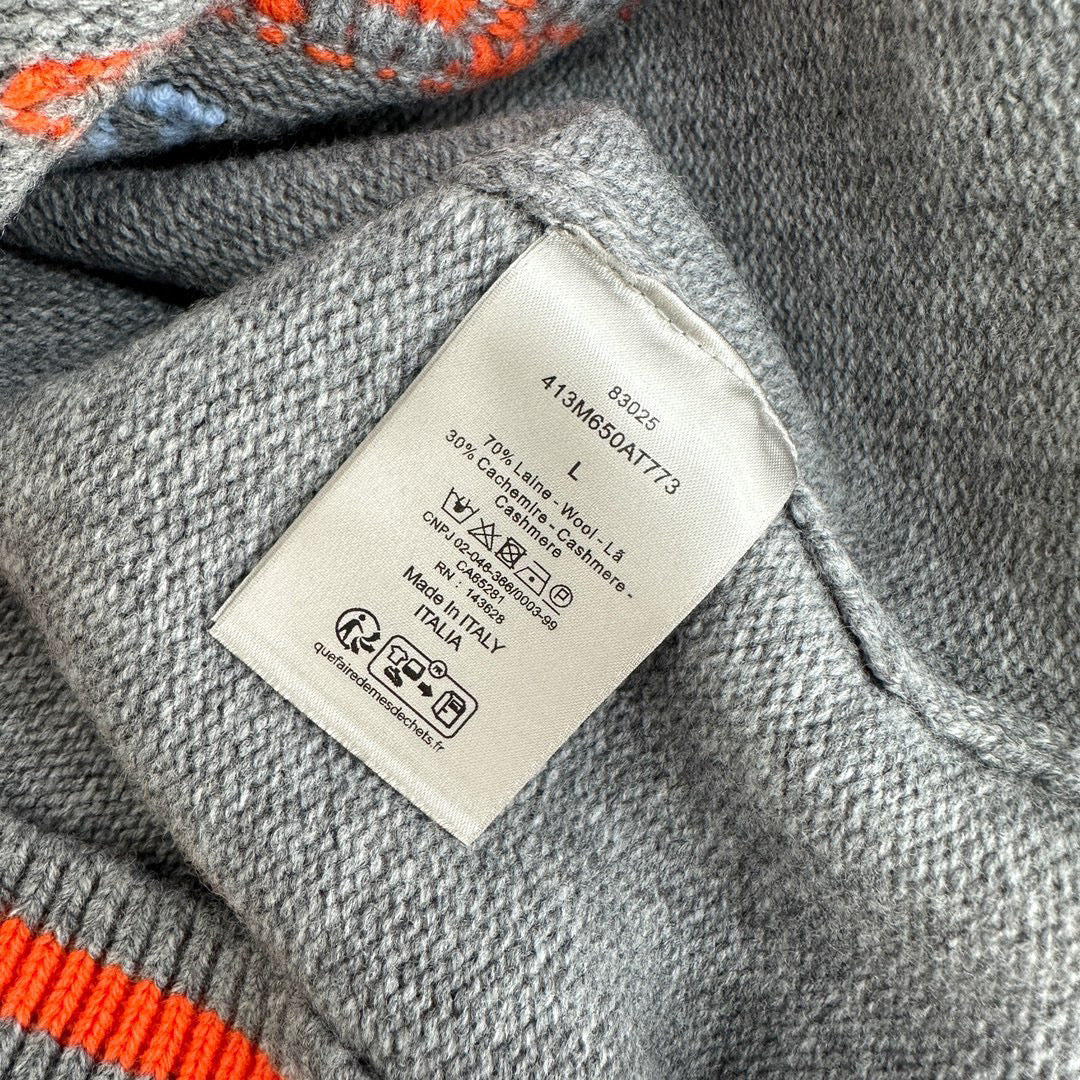 83025
413M650AT773
L
70% Laine - Wool - Lã
30% Cachemire - Cashmere -
Cashmere
P
CNPJ 02-046-386/0003-99
CA65281
RN : 143628
Made In ITALY
ITALIA
FR
quefairedemesdechets.fr